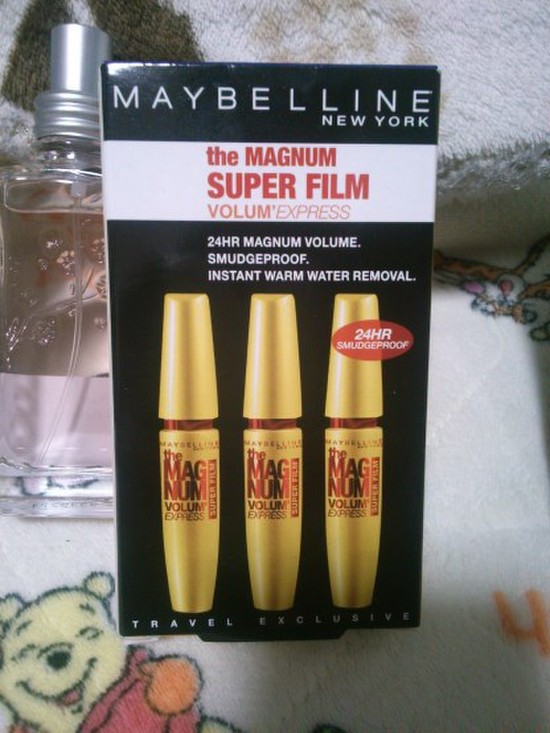 MAYBELLINE
NEW YORK
the MAGNUM
SUPER FILM
VOLUM'EXPRESS
24HR MAGNUM VOLUME.
SMUDGEPROOF.
INSTANT WARM WATER REMOVAL.
24HR
SMUDGEPROOF
MAYBELLINE
the
MAG
NUM
VOLUM'
EXPRESS
SUPER FILM
MAYBELLINE
the
MAG
NUM
VOLUM'
EXPRESS
SUPER FILM
MAYBELLINE
the
MAG
NUM
VOLUM'
EXPRESS
SUPER FILM
TRAVEL EXCLUSIVE